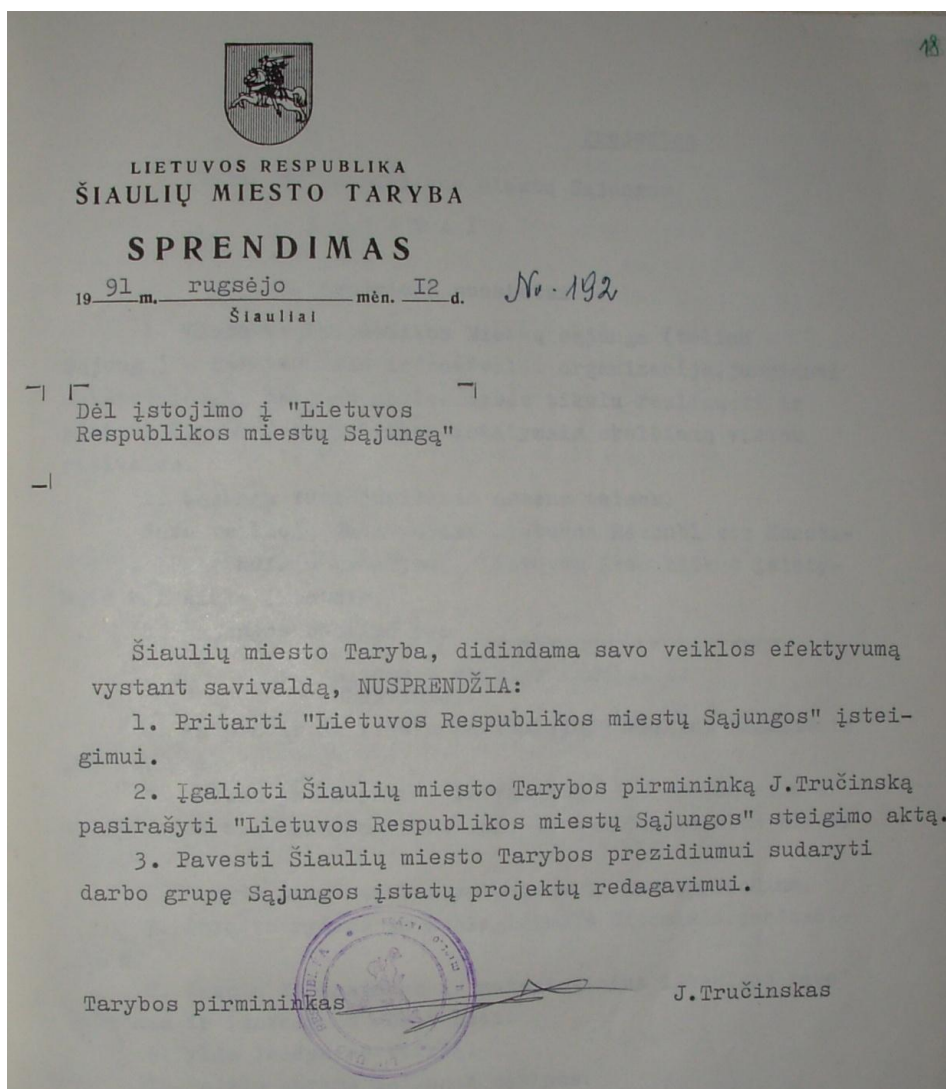 18
LIETUVOS RESPUBLIKA
ŠIAULIŲ MIESTO TARYBA
SPRENDIMAS
19 91 m. rugsėjo mėn. I2 d. Nr. 192
Šiauliai
Dėl įstojimo į "Lietuvos
Respublikos miestų Sąjungą"
Šiaulių miesto Taryba, didindama savo veiklos efektyvumą
vystant savivaldą, NUSPRENDŽIA:
1. Pritarti "Lietuvos Respublikos miestų Sąjungos" įstei-
gimui.
2. Įgalioti Šiaulių miesto Tarybos pirmininką J.Tručinską
pasirašyti "Lietuvos Respublikos miestų Sąjungos" steigimo aktą.
3. Pavesti Šiaulių miesto Tarybos prezidiumui sudaryti
darbo grupę Sąjungos įstatų projektų redagavimui.
Tarybos pirmininkas J.Tručinskas